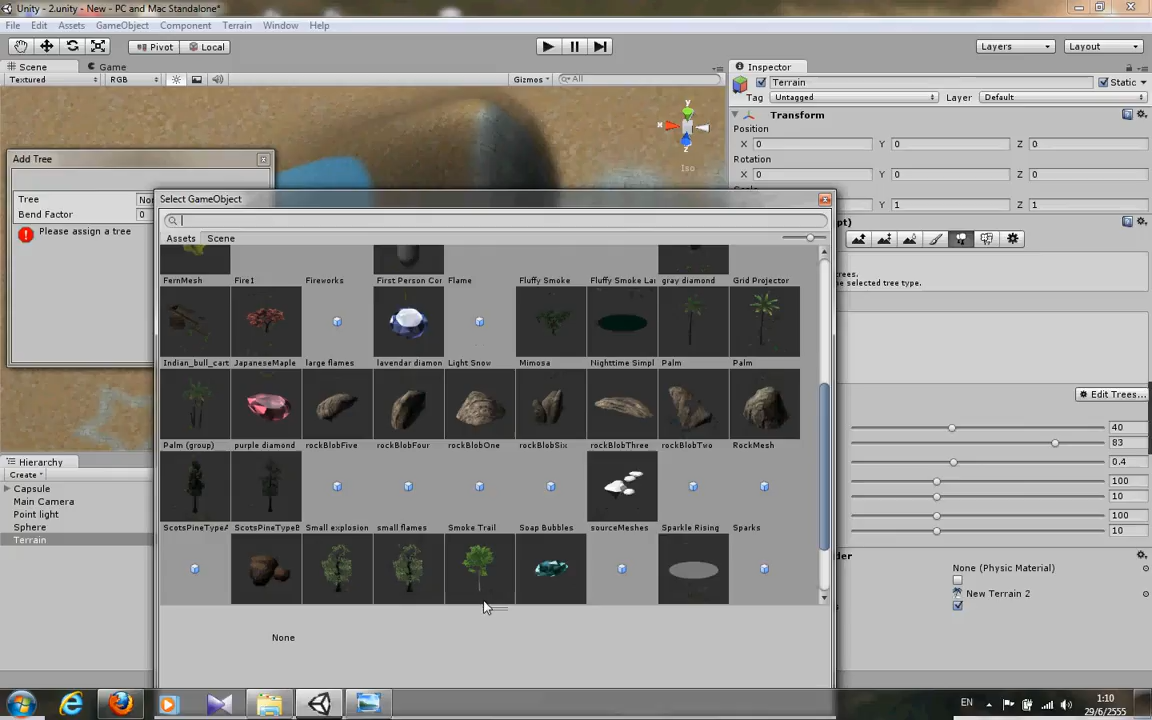 Unity - 2.unity - New - PC and Mac Standalone*
File Edit Assets GameObject Component Terrain Window Help
Pivot Local Layers Layout
Scene Game Inspector
Textured RGB Gizmos All Terrain Static
Tag Untagged Layer Default
Transform
Position
X 0 Y 0 Z 0
Add Tree Rotation
X 0 Y 0 Z 0
Tree
Bend Factor 0
Please assign a tree
Select GameObject
Y 1 Z 1
Assets Scene
FernMesh Fire1 Fireworks First Person Cor Flame Fluffy Smoke Fluffy Smoke Lar gray diamond Grid Projector
Indian_bull_cart JapaneseMaple large flames lavendar diamon Light Snow Mimosa Nighttime Simpl Palm Palm
Edit Trees...
40
Palm (group) purple diamond rockBlobFive rockBlobFour rockBlobOne rockBlobSix rockBlobThree rockBlobTwo RockMesh
83
0.4
Hierarchy
Create
100
Capsule
Main Camera 10
Point light 100
ScotsPineTypeA ScotsPineTypeB Small explosion small flames Smoke Trail Soap Bubbles sourceMeshes Sparkle Rising Sparks
Sphere 10
Terrain
None (Physic Material)
New Terrain 2
None
EN
1:10
29/6/2555